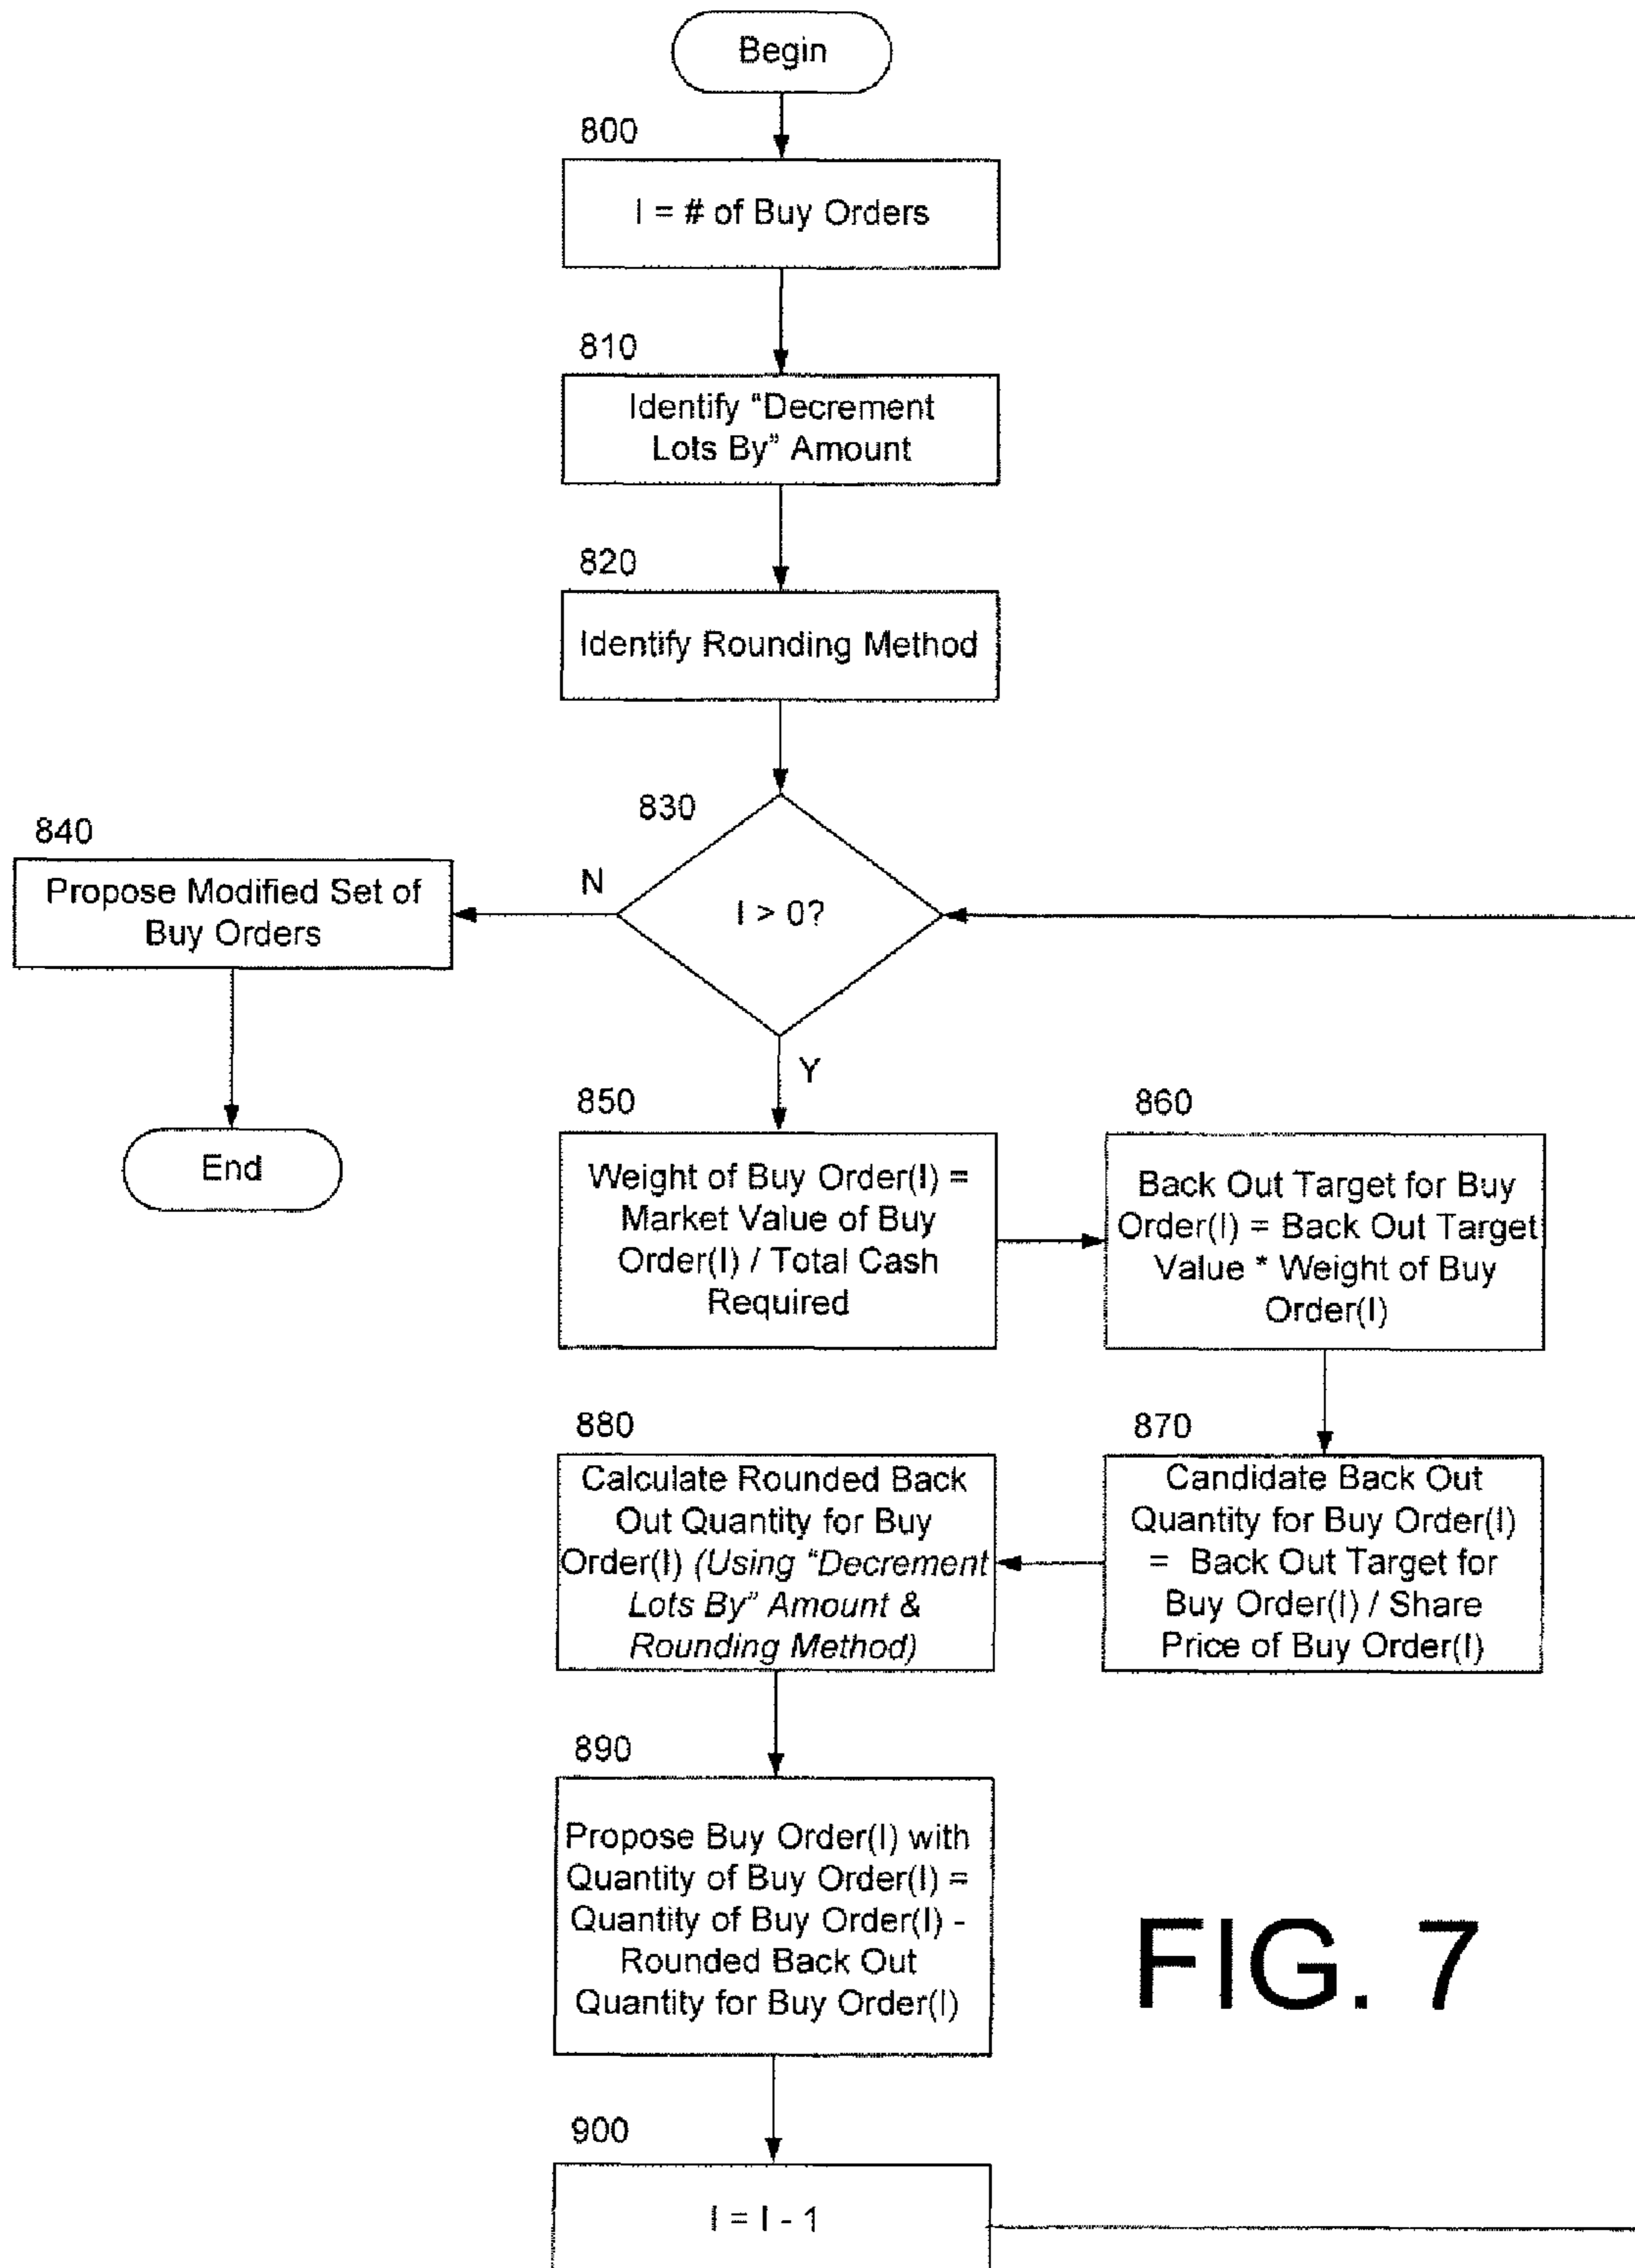 Begin
800
I = # of Buy Orders
810
Identify “Decrement
Lots By” Amount
820
Identify Rounding Method
830
I > 0?
N
840
Propose Modified Set of
Buy Orders
End
Y
850
Weight of Buy Order(I) =
Market Value of Buy
Order(I) / Total Cash
Required
860
Back Out Target for Buy
Order(I) = Back Out Target
Value * Weight of Buy
Order(I)
870
Candidate Back Out
Quantity for Buy Order(I)
= Back Out Target for
Buy Order(I) / Share
Price of Buy Order(I)
880
Calculate Rounded Back
Out Quantity for Buy
Order(I) (Using “Decrement
Lots By” Amount &
Rounding Method)
890
Propose Buy Order(I) with
Quantity of Buy Order(I) =
Quantity of Buy Order(I) -
Rounded Back Out
Quantity for Buy Order(I)
900
I = I - 1
FIG. 7